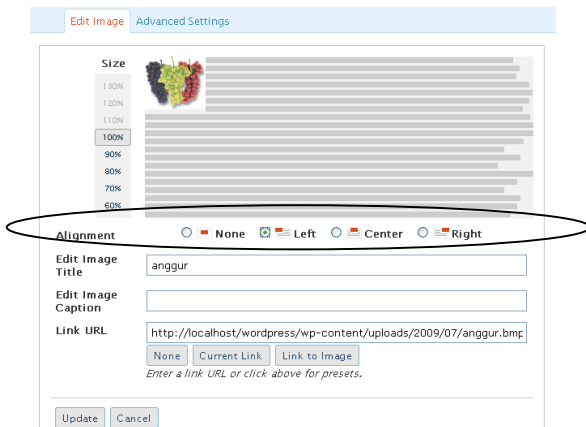 Edit Image Advanced Settings
Size
130%
120%
110%
100%
90%
80%
70%
60%
Alignment None Left Center Right
Edit Image
Title
anggur
Edit Image
Caption
Link URL http://localhost/wordpress/wp-content/uploads/2009/07/anggur.bmp
None Current Link Link to Image
Enter a link URL or click above for presets.
Update Cancel